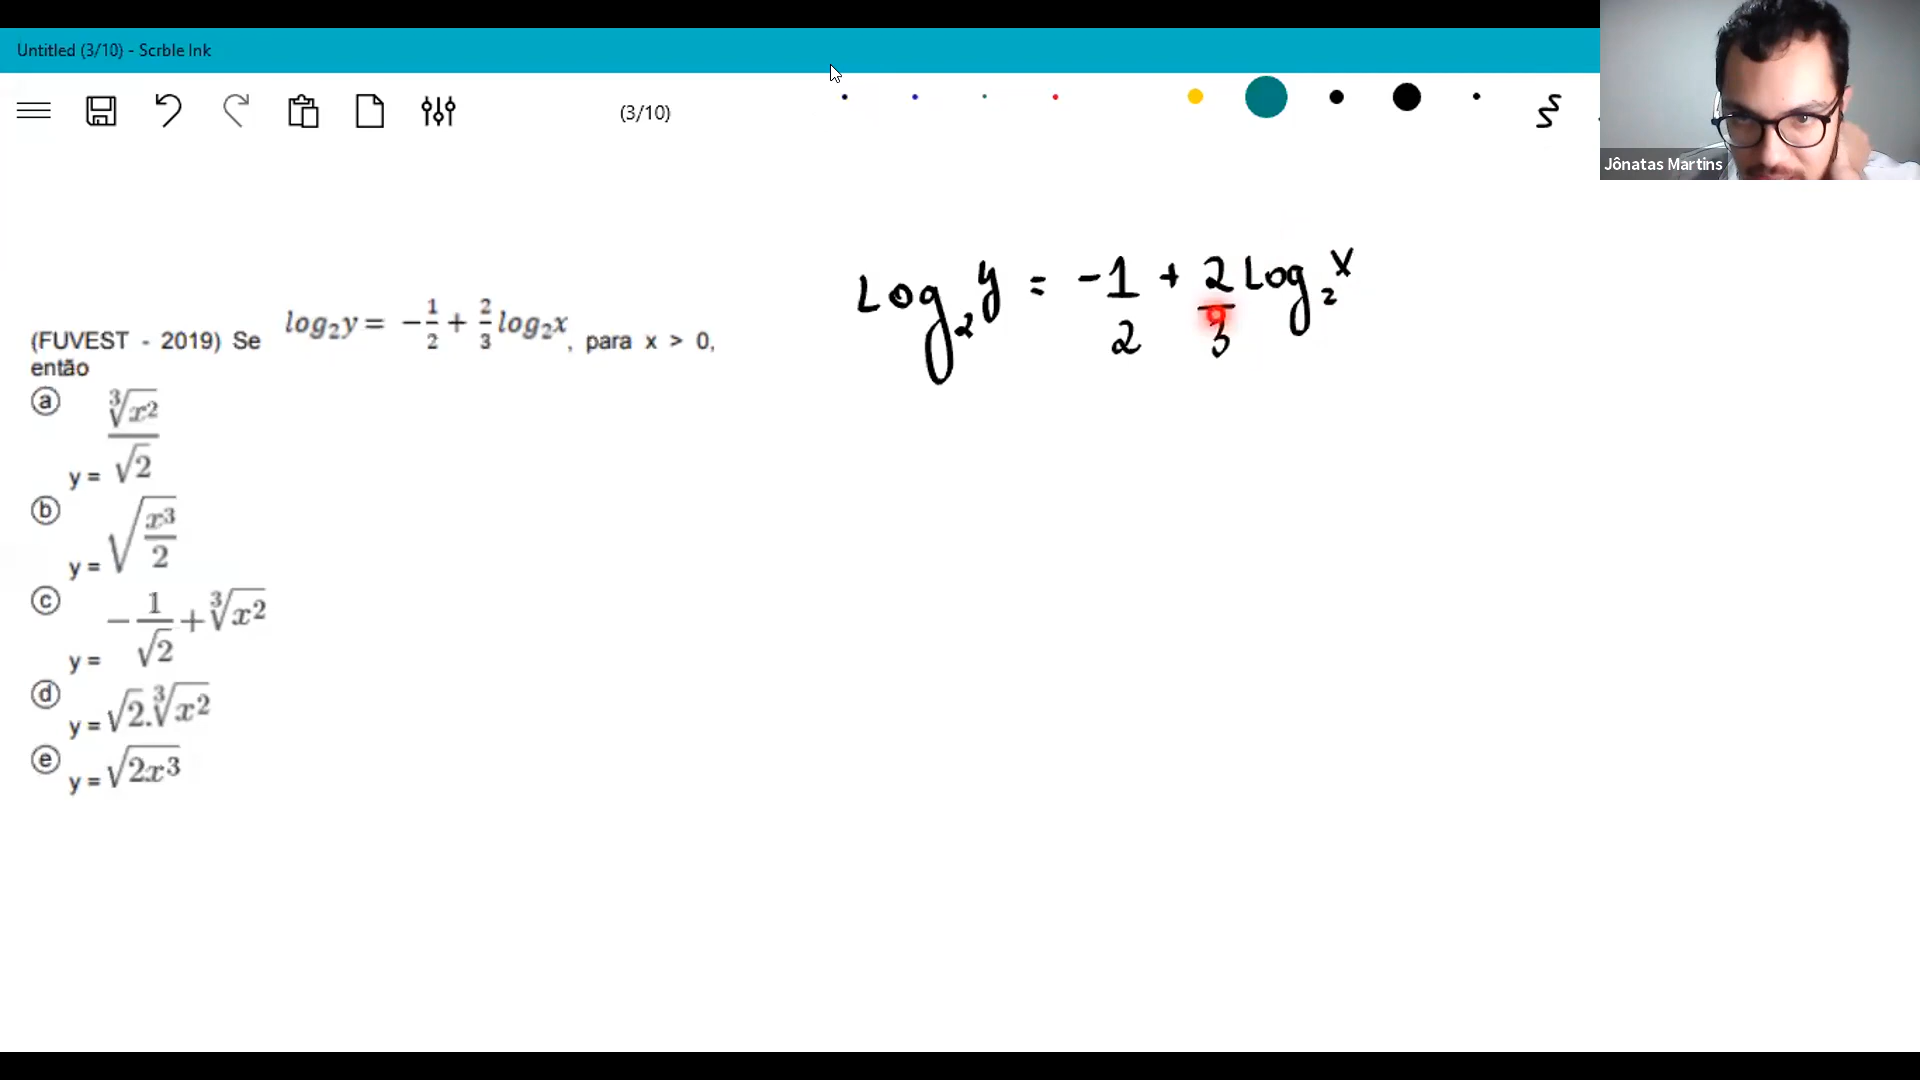 Untitled (3/10) - Scrble Ink
(3/10)
Jônatas Martins
(FUVEST - 2019) Se log₂y = -1/2 + 2/3 log₂x, para x > 0,
então
a y = ∛x²/√2
b y = √(x³/2)
c y = -1/√2 + ∛x²
d y = √2.∛x²
e y = √2x³
Log₂y = -1/2 + 2/3 Log₂x